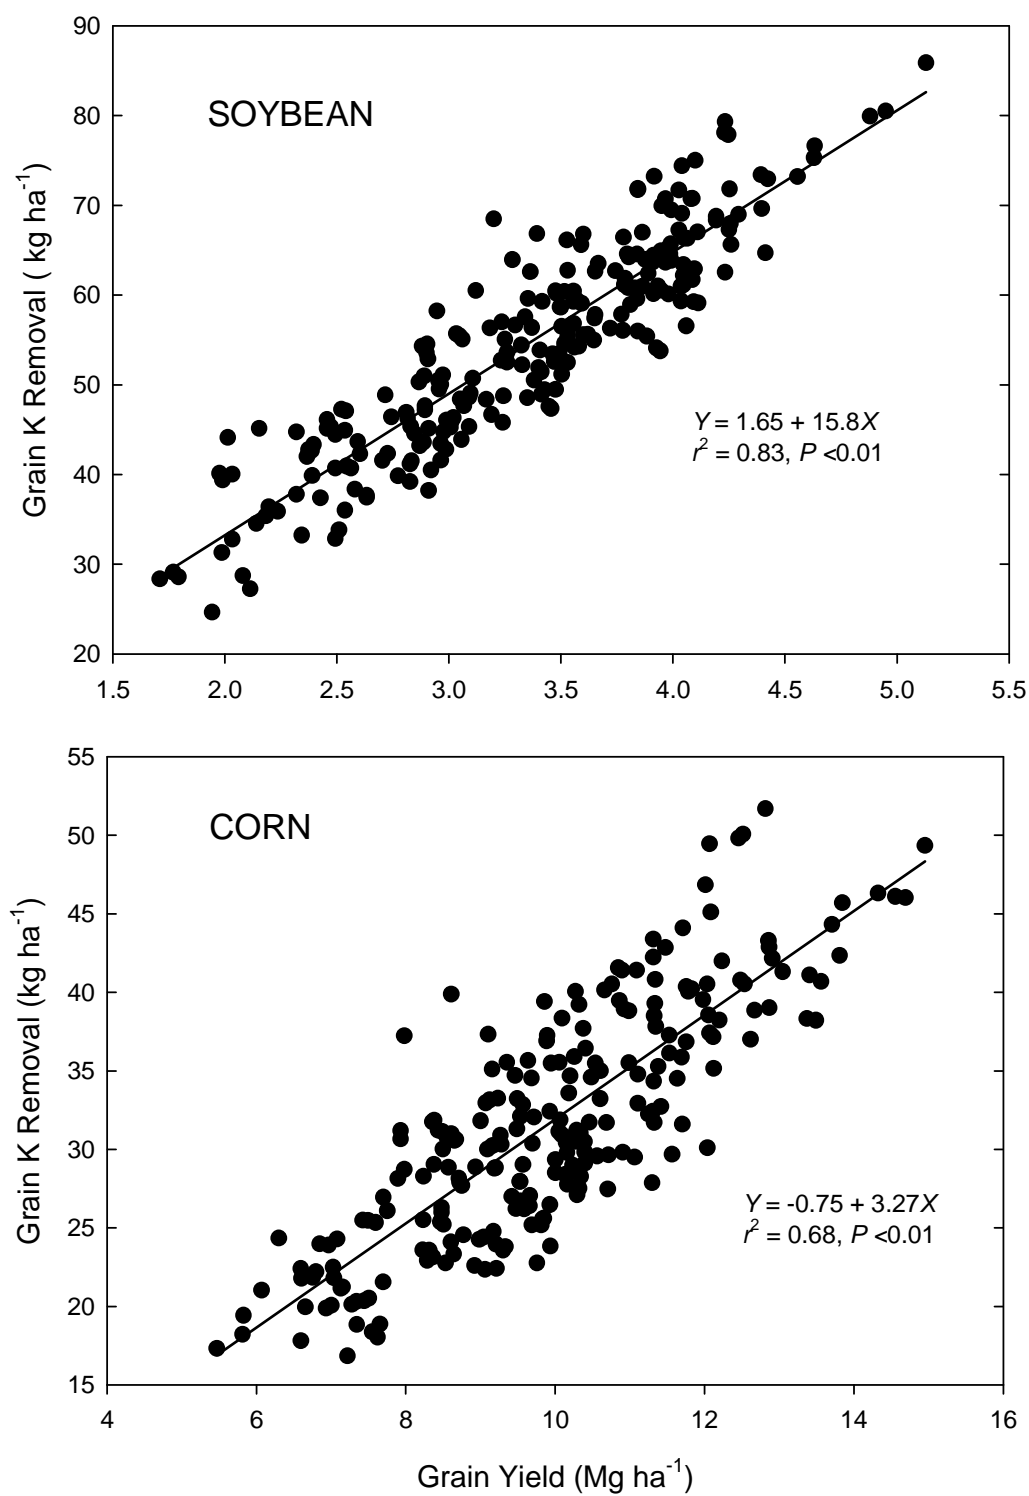 90
80
70
60
50
40
30
20
Grain K Removal ( kg ha⁻¹)
SOYBEAN
Y = 1.65 + 15.8X
r² = 0.83, P <0.01
1.5 2.0 2.5 3.0 3.5 4.0 4.5 5.0 5.5
55
50
45
40
35
30
25
20
15
Grain K Removal (kg ha⁻¹)
CORN
Y = -0.75 + 3.27X
r² = 0.68, P <0.01
4 6 8 10 12 14 16
Grain Yield (Mg ha⁻¹)